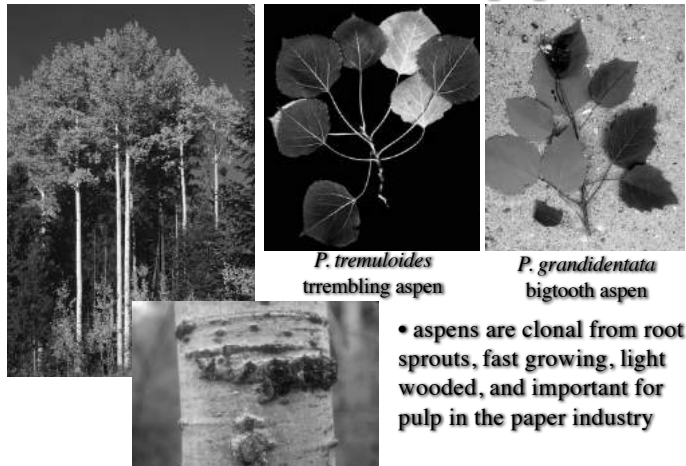 P. tremuloides
trrembling aspen
P. grandidentata
bigtooth aspen
• aspens are clonal from root
sprouts, fast growing, light
wooded, and important for
pulp in the paper industry